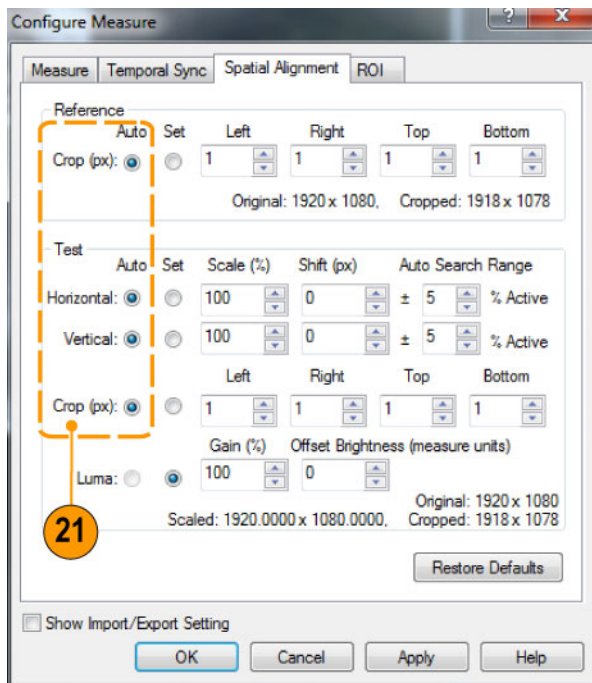 Configure Measure
?
Measure Temporal Sync Spatial Alignment ROI
Reference
Auto Set Left Right Top Bottom
Crop (px): 1 1 1 1
Original: 1920 x 1080, Cropped: 1918 x 1078
Test
Auto Set Scale (%) Shift (px) Auto Search Range
Horizontal: 100 0 ± 5 % Active
Vertical: 100 0 ± 5 % Active
Left Right Top Bottom
Crop (px): 1 1 1 1
Gain (%) Offset Brightness (measure units)
Luma: 100 0
Original: 1920 x 1080
Scaled: 1920.0000 x 1080.0000, Cropped: 1918 x 1078
21
Restore Defaults
Show Import/Export Setting
OK Cancel Apply Help